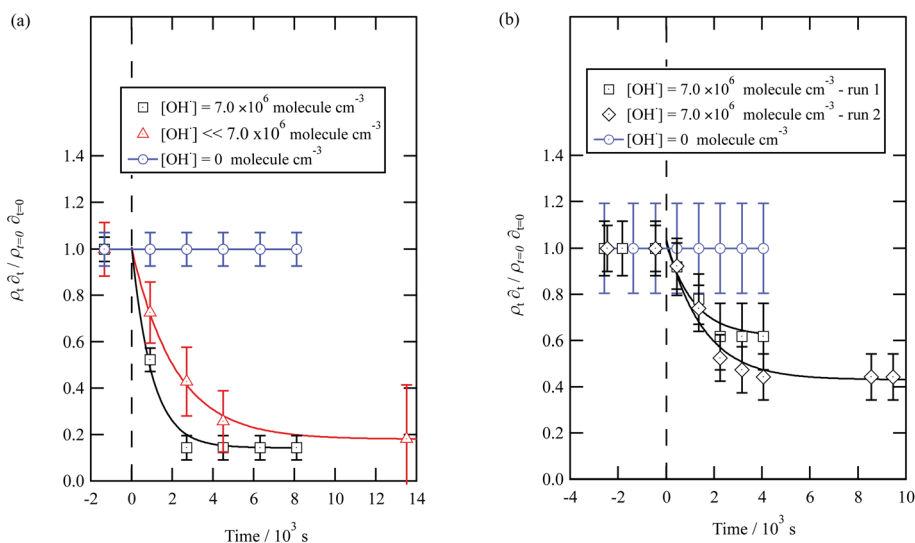 (a)
[OH·] = 7.0 ×10⁶ molecule cm⁻³
[OH·] << 7.0 x10⁶ molecule cm⁻³
[OH·] = 0 molecule cm⁻³
1.4
1.2
1.0
0.8
0.6
0.4
0.2
0.0
-2 0 2 4 6 8 10 12 14
Time / 10³ s
ρt ∂t / ρt=0 ∂t=0
(b)
[OH·] = 7.0 ×10⁶ molecule cm⁻³ - run 1
[OH·] = 7.0 ×10⁶ molecule cm⁻³ - run 2
[OH·] = 0 molecule cm⁻³
1.4
1.2
1.0
0.8
0.6
0.4
0.2
0.0
-4 -2 0 2 4 6 8 10
Time / 10³ s
ρt ∂t / ρt=0 ∂t=0